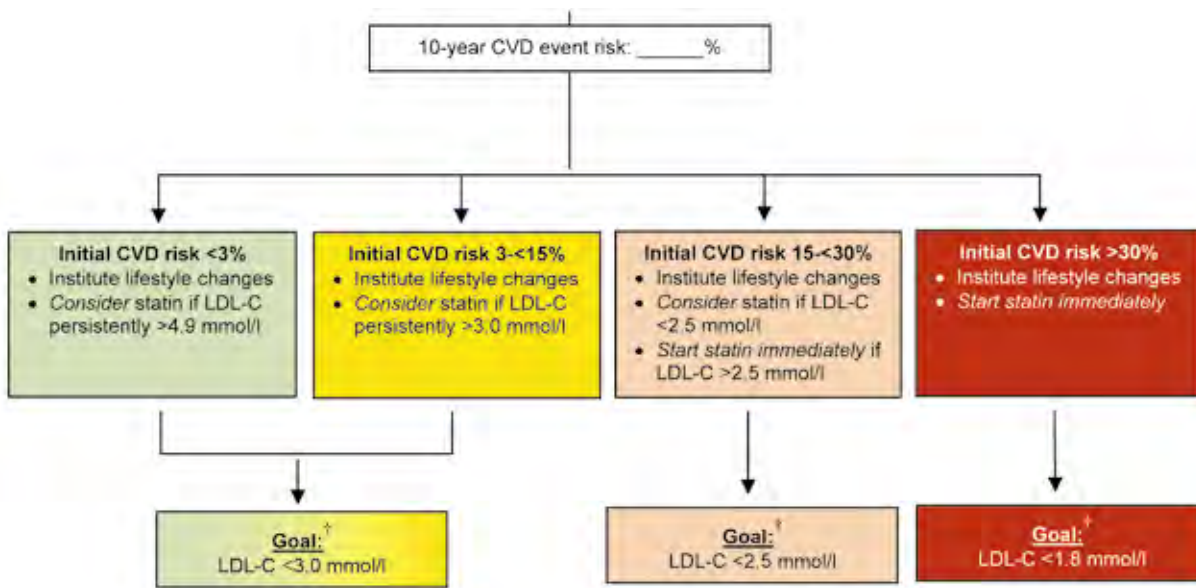 10-year CVD event risk: ______%
Initial CVD risk <3%
• Institute lifestyle changes
• Consider statin if LDL-C
persistently >4.9 mmol/l
Initial CVD risk 3-<15%
• Institute lifestyle changes
• Consider statin if LDL-C
persistently >3.0 mmol/l
Initial CVD risk 15-<30%
• Institute lifestyle changes
• Consider statin if LDL-C
<2.5 mmol/l
• Start statin immediately if
LDL-C >2.5 mmol/l
Initial CVD risk >30%
• Institute lifestyle changes
• Start statin immediately
Goal:†
LDL-C <3.0 mmol/l
Goal:†
LDL-C <2.5 mmol/l
Goal:†
LDL-C <1.8 mmol/l